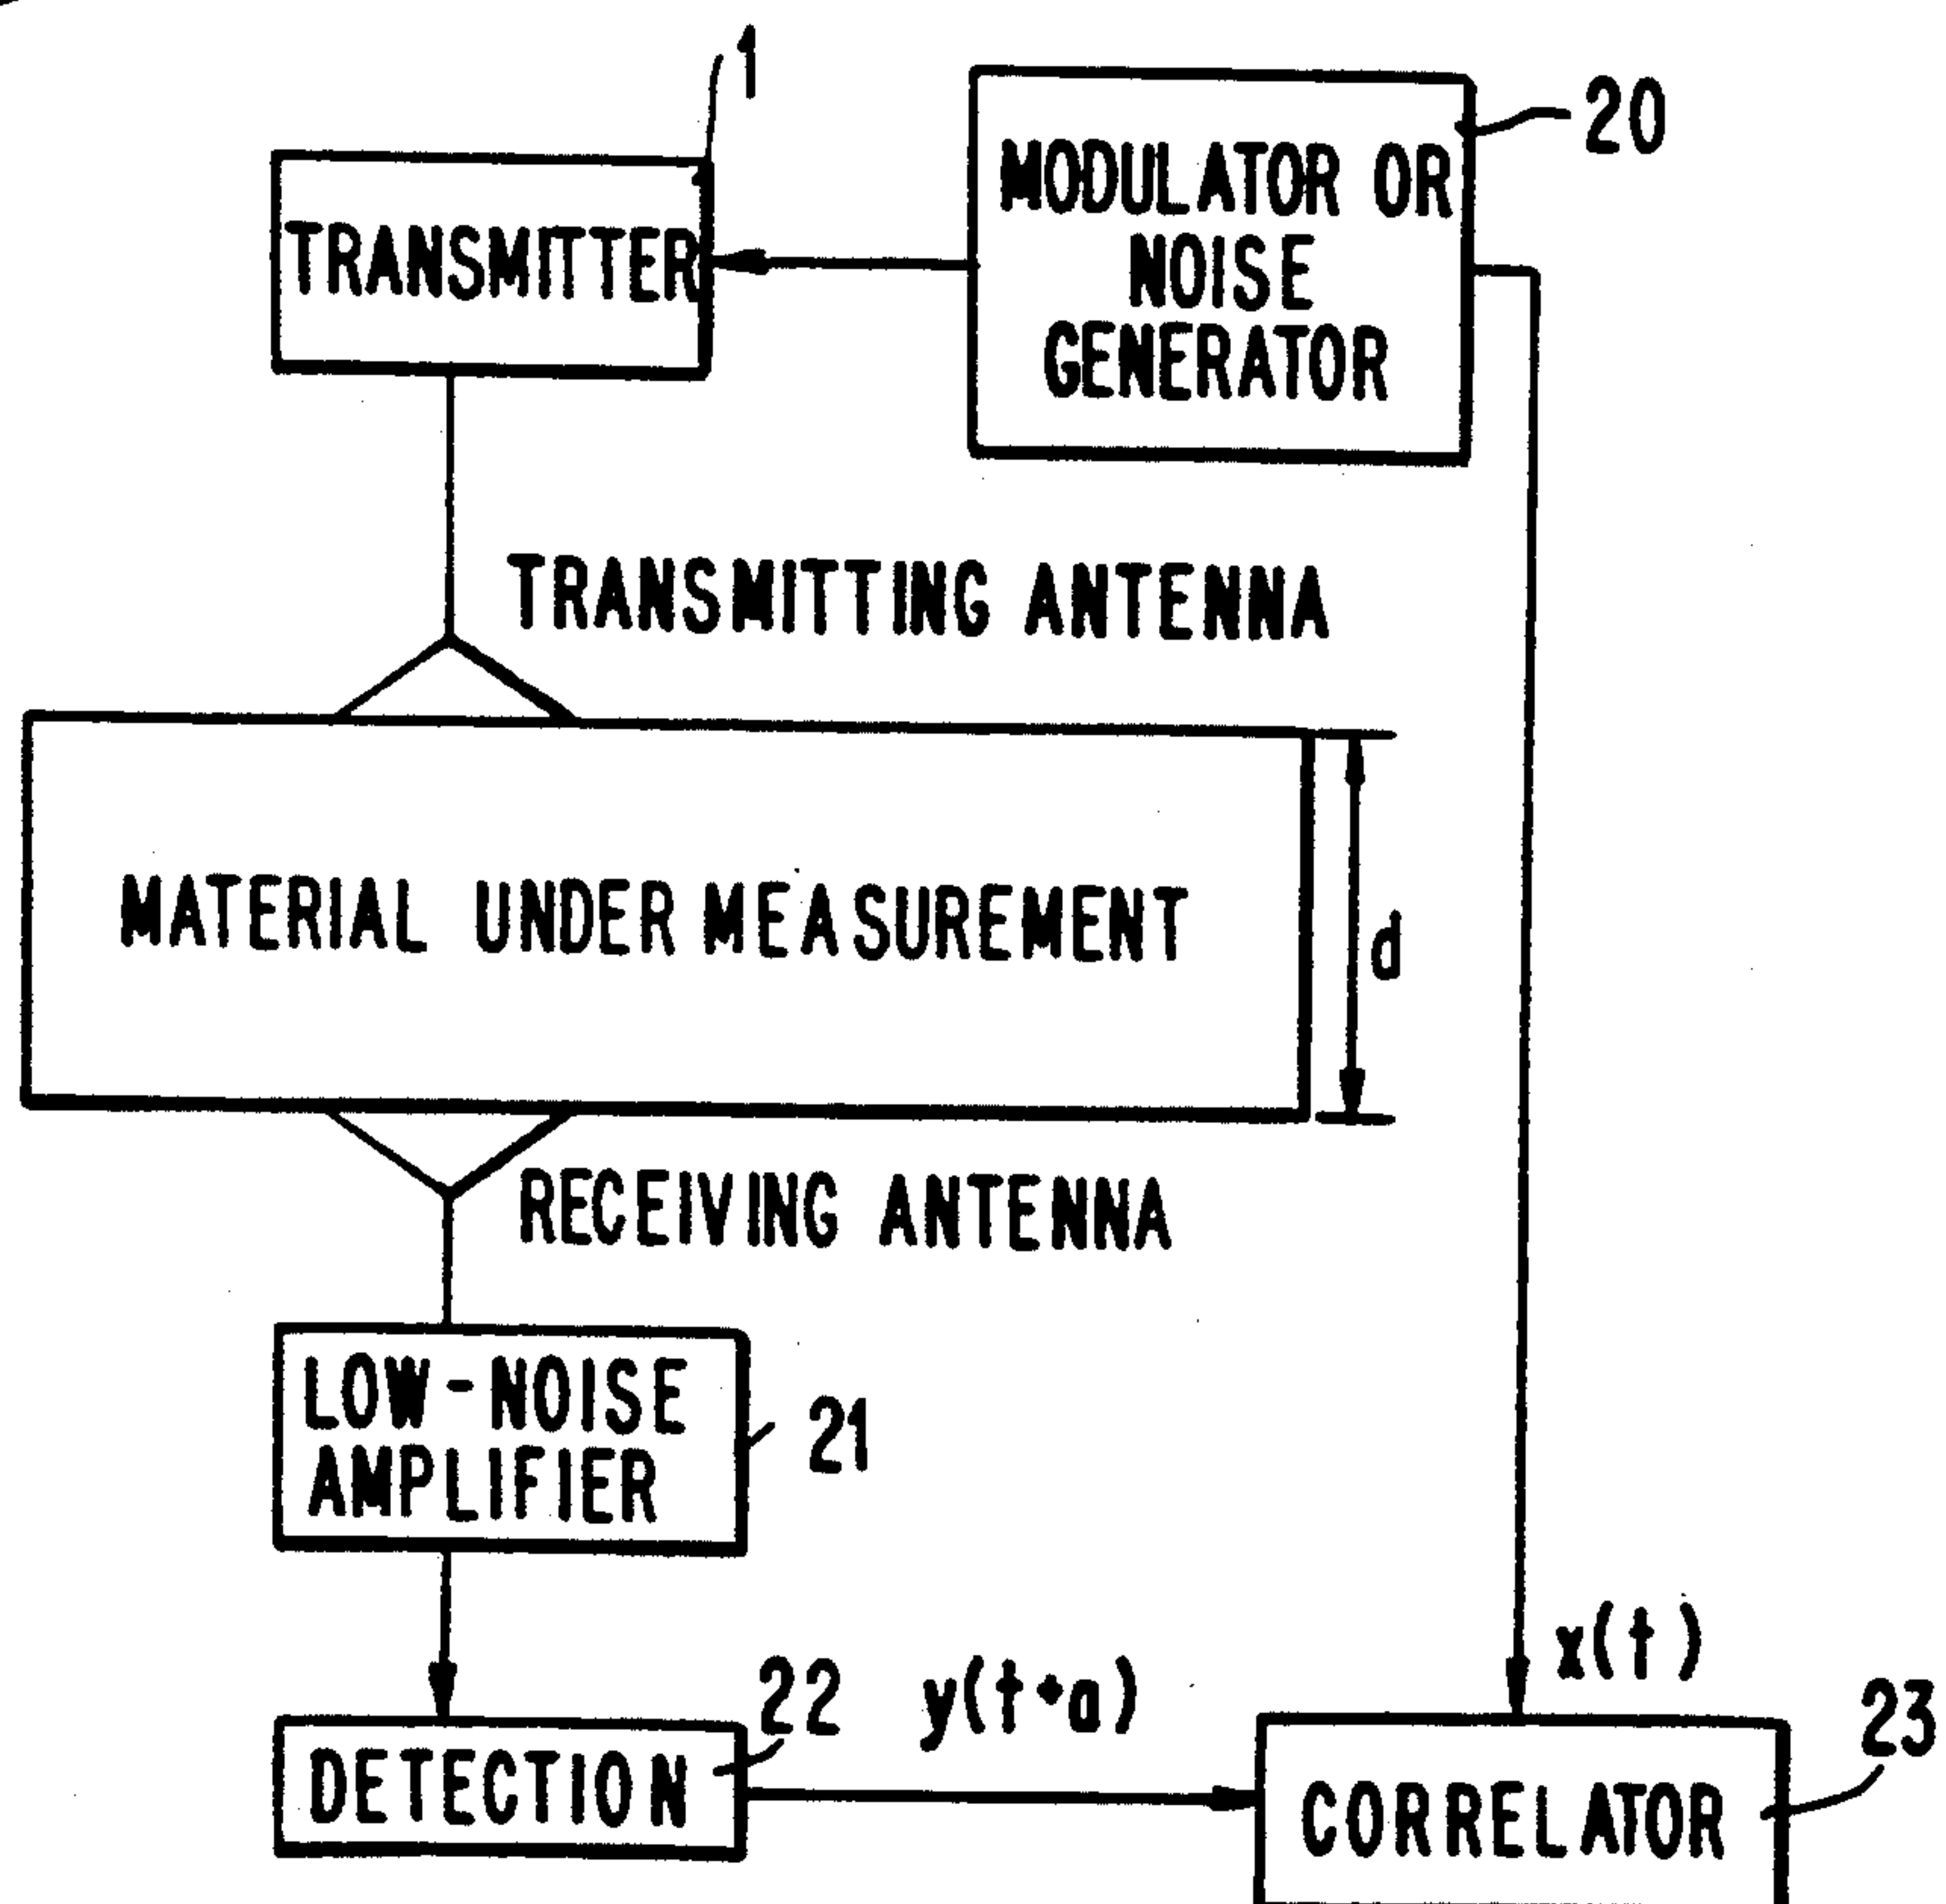 1
20
MODULATOR OR
NOISE
GENERATOR
TRANSMITTER
TRANSMITTING ANTENNA
MATERIAL UNDER MEASUREMENT
d
RECEIVING ANTENNA
LOW-NOISE
AMPLIFIER
21
x(t)
22
y(t+a)
23
DETECTION
CORRELATOR